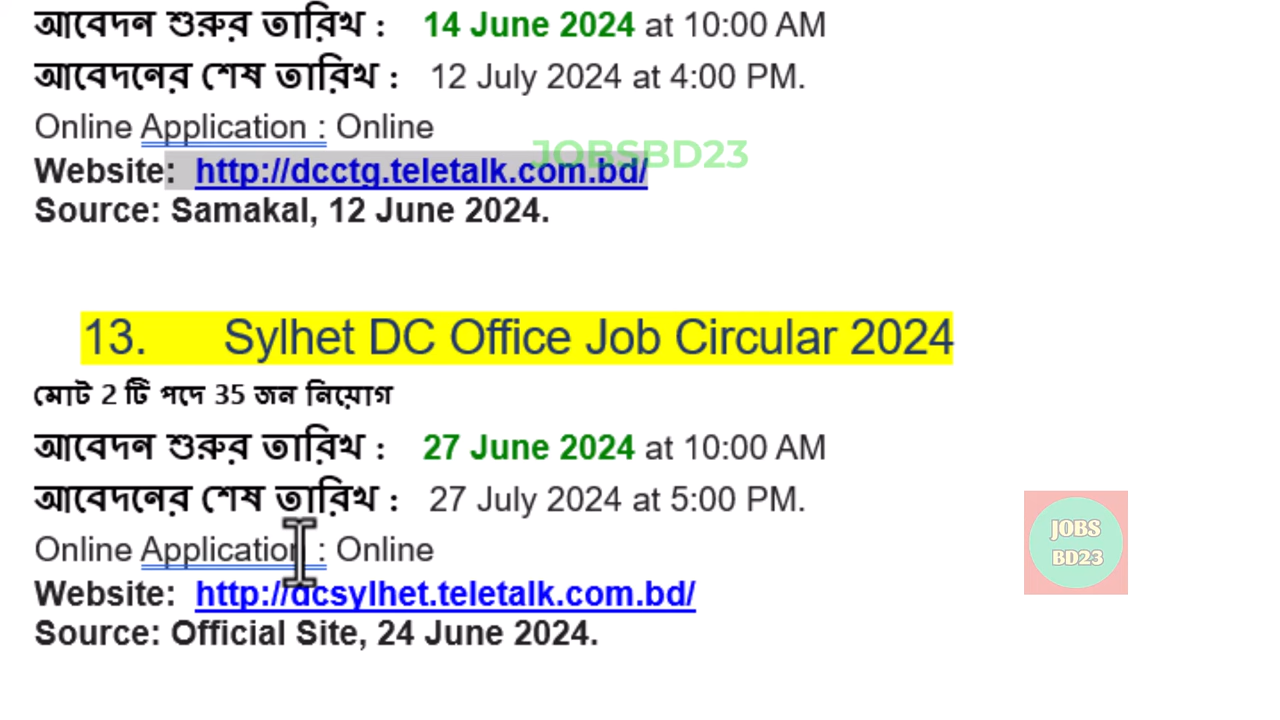 আবেদন শুরুর তারিখ : 14 June 2024 at 10:00 AM
আবেদনের শেষ তারিখ : 12 July 2024 at 4:00 PM.
Online Application : Online
JOBSBD23
Website: http://dcctg.teletalk.com.bd/
Source: Samakal, 12 June 2024.
13. Sylhet DC Office Job Circular 2024
মোট 2 টি পদে 35 জন নিয়োগ
আবেদন শুরুর তারিখ : 27 June 2024 at 10:00 AM
আবেদনের শেষ তারিখ : 27 July 2024 at 5:00 PM.
Online Application : Online
Website: http://dcsylhet.teletalk.com.bd/
Source: Official Site, 24 June 2024.
JOBS
BD23